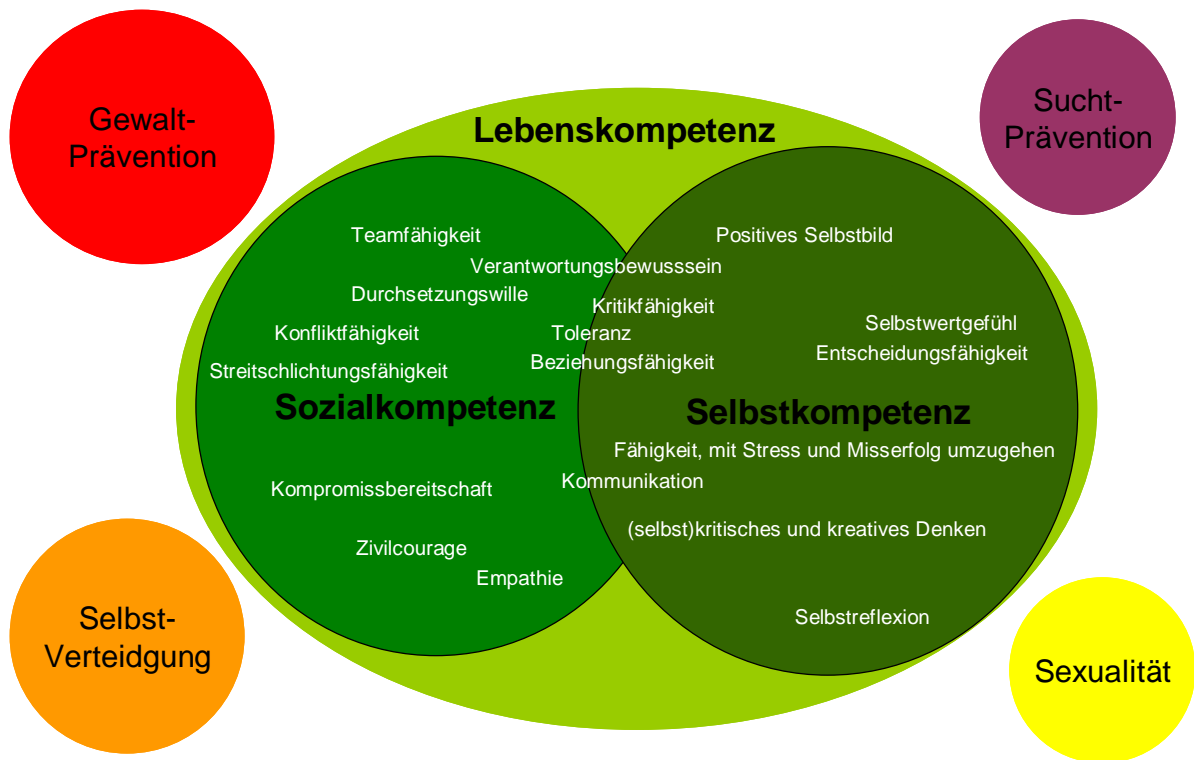 Gewalt-
Prävention
Sucht-
Prävention
Lebenskompetenz
Teamfähigkeit
Positives Selbstbild
Verantwortungsbewusssein
Durchsetzungswille
Kritikfähigkeit
Konfliktfähigkeit
Toleranz
Selbstwertgefühl
Entscheidungsfähigkeit
Beziehungsfähigkeit
Streitschlichtungsfähigkeit
Sozialkompetenz
Selbstkompetenz
Fähigkeit, mit Stress und Misserfolg umzugehen
Kommunikation
Kompromissbereitschaft
(selbst)kritisches und kreatives Denken
Zivilcourage
Empathie
Selbstreflexion
Selbst-
Verteidgung
Sexualität